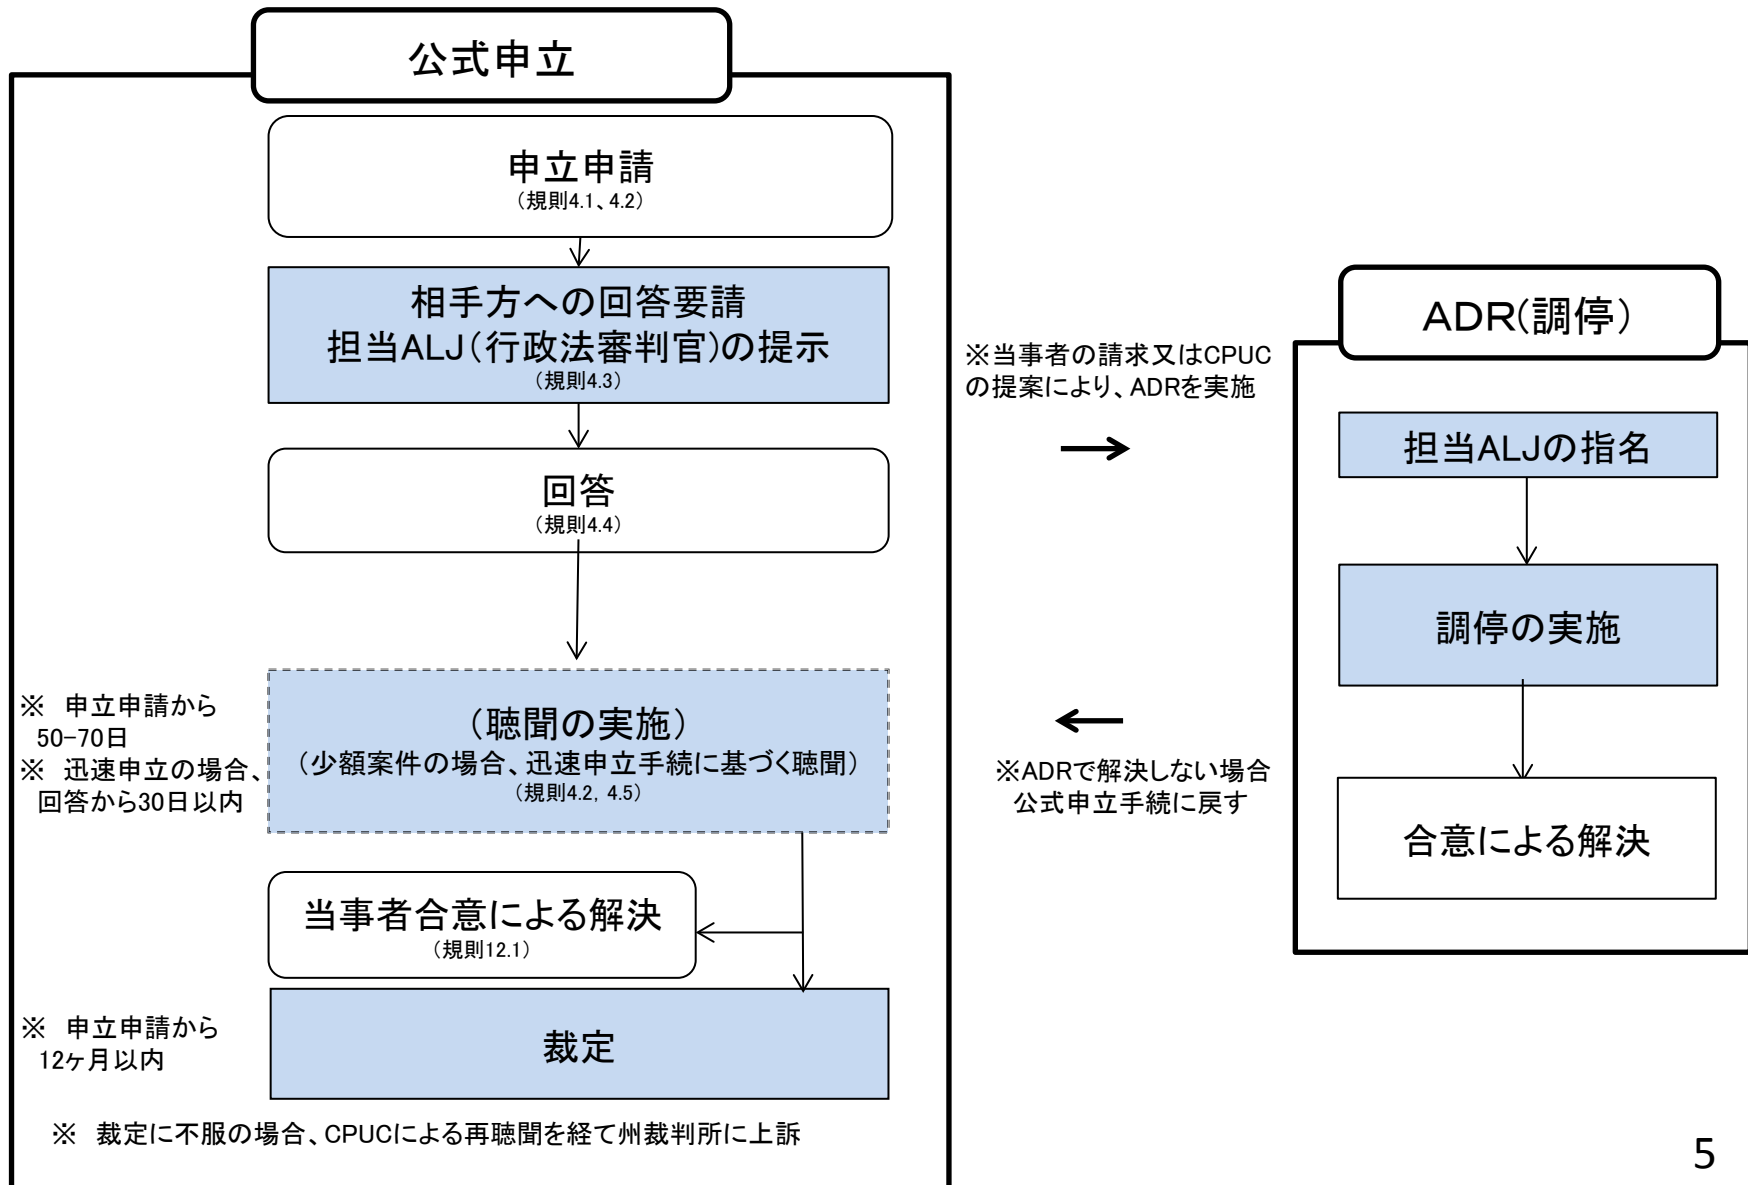 公式申立
申立申請
（規則4.1、4.2）
相手方への回答要請
担当ALJ（行政法審判官）の提示
（規則4.3）
回答
（規則4.4）
※　申立申請から
50-70日
※　迅速申立の場合、
回答から30日以内
（聴聞の実施）
（少額案件の場合、迅速申立手続に基づく聴聞）
（規則4.2, 4.5）
当事者合意による解決
（規則12.1）
※　申立申請から
12ヶ月以内
裁定
※　裁定に不服の場合、CPUCによる再聴聞を経て州裁判所に上訴
※当事者の請求又はCPUC
の提案により、ADRを実施
※ADRで解決しない場合
公式申立手続に戻す
ADR(調停)
担当ALJの指名
調停の実施
合意による解決
5